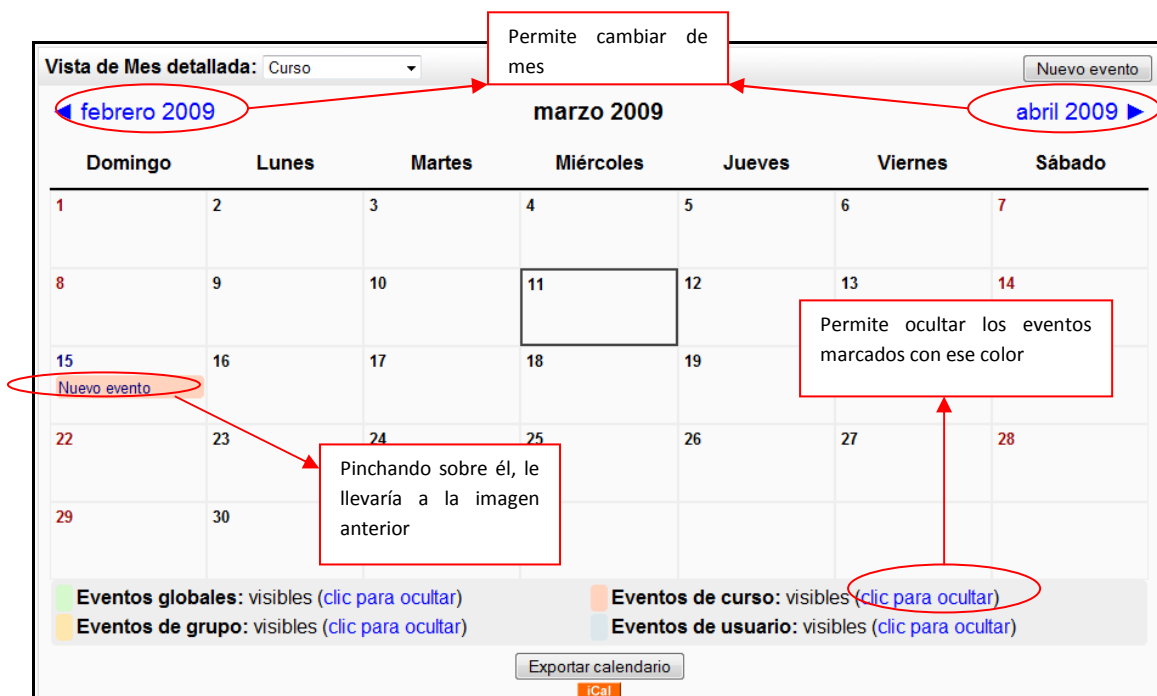 Permite cambiar de
mes
Vista de Mes detallada: Curso
Nuevo evento
◄ febrero 2009
marzo 2009
abril 2009 ►
Domingo Lunes Martes Miércoles Jueves Viernes Sábado
1 2 3 4 5 6 7
8 9 10 11 12 13 14
Permite ocultar los eventos
marcados con ese color
15 16 17 18 19
Nuevo evento
22 23 24 25 26 27 28
Pinchando sobre él, le
llevaría a la imagen
anterior
29 30
Eventos globales: visibles (clic para ocultar) Eventos de curso: visibles (clic para ocultar)
Eventos de grupo: visibles (clic para ocultar) Eventos de usuario: visibles (clic para ocultar)
Exportar calendario
iCal